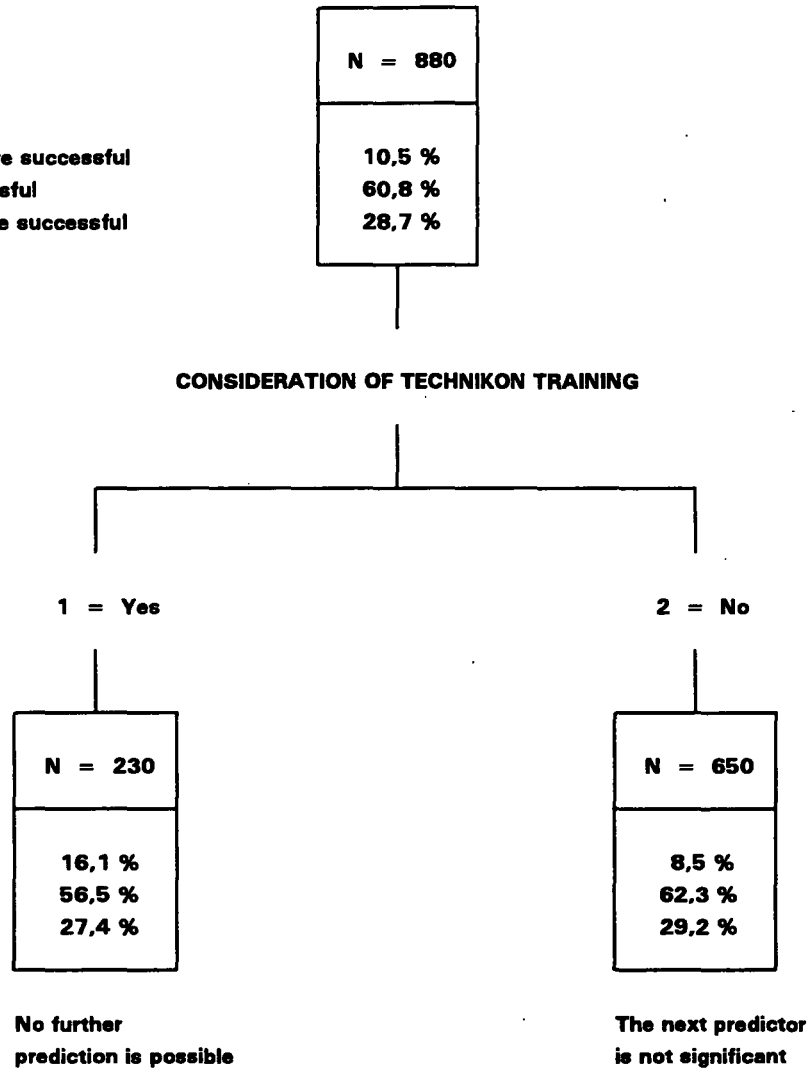 N = 880
successful 10,5 %
60,8 %
successful 28,7 %
CONSIDERATION OF TECHNIKON TRAINING
1 = Yes 2 = No
N = 230 N = 650
16,1 % 8,5 %
56,5 % 62,3 %
27,4 % 29,2 %
No further The next predictor
prediction is possible is not significant